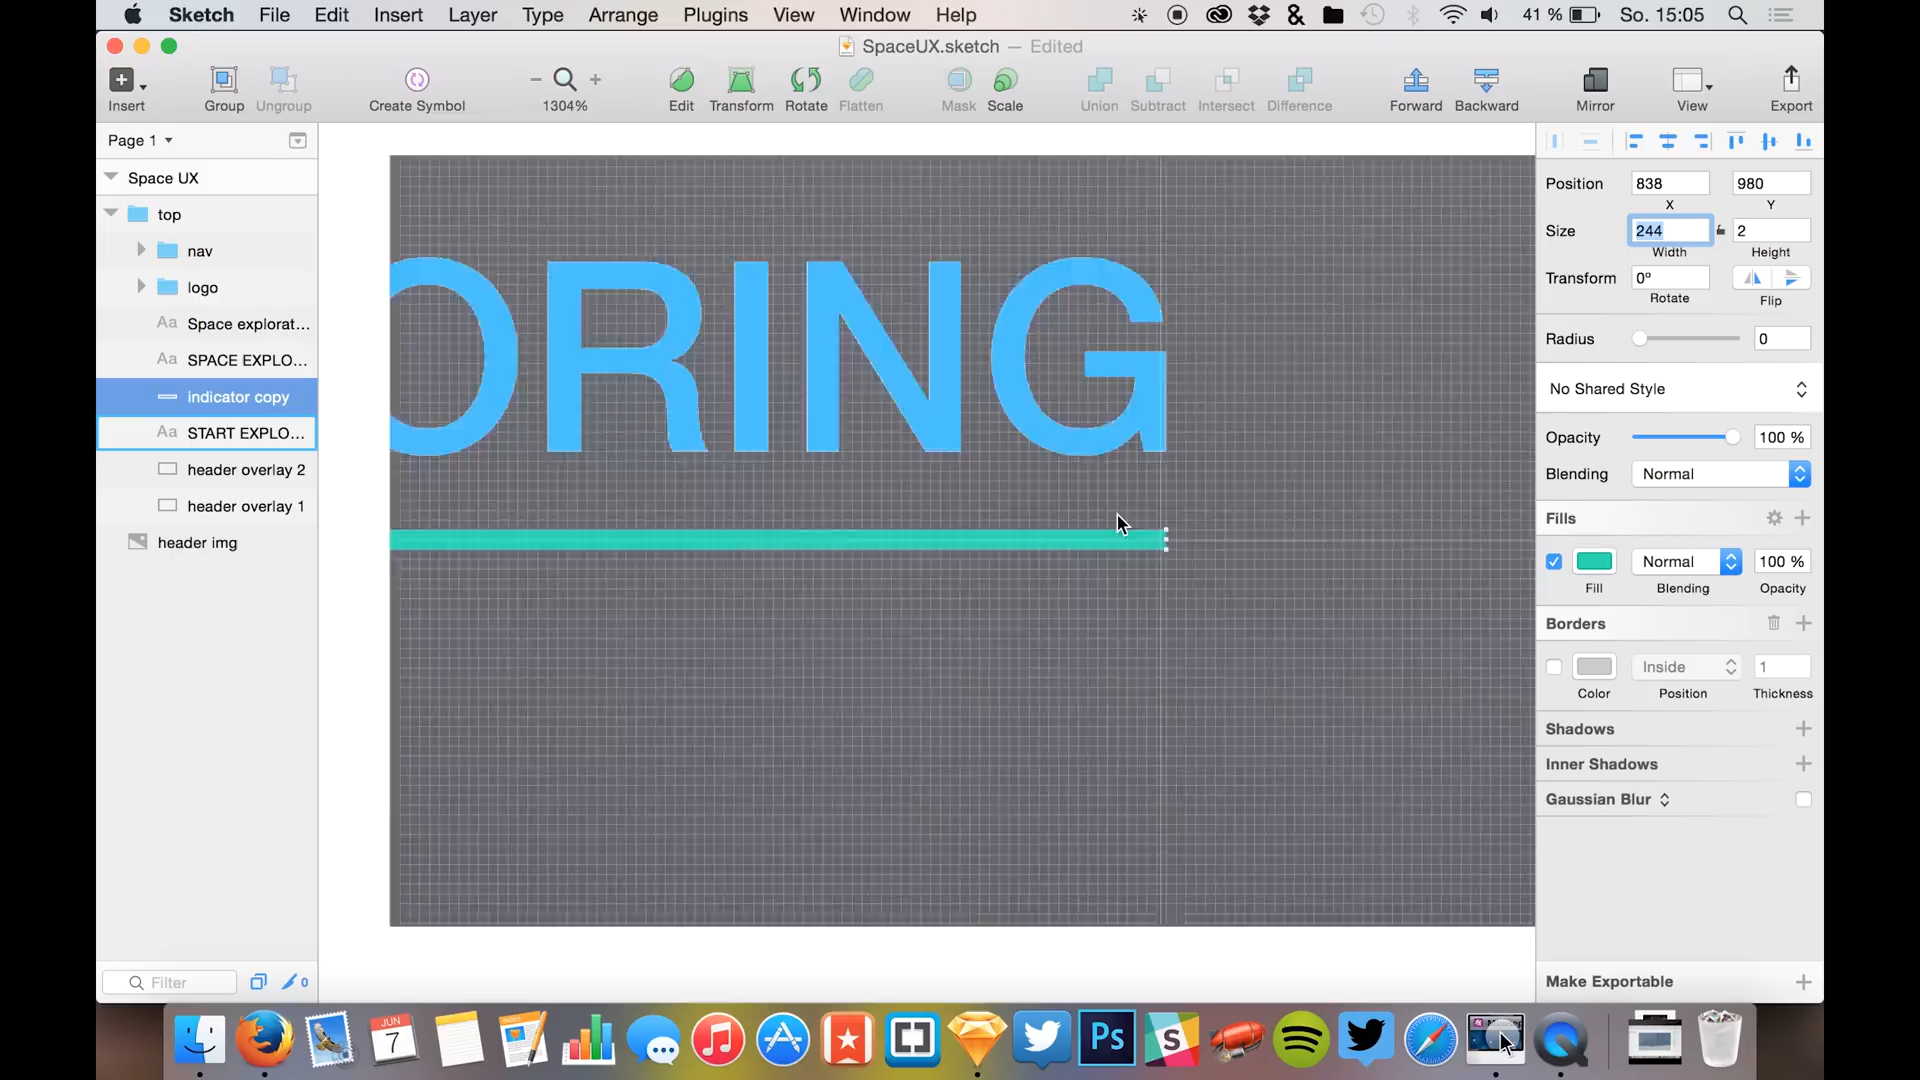 Sketch File Edit Insert Layer Type Arrange Plugins View Window Help 41 % So. 15:05
SpaceUX.sketch — Edited
Insert Group Ungroup Create Symbol 1304% Edit Transform Rotate Flatten Mask Scale Union Subtract Intersect Difference Forward Backward Mirror View Export
Page 1
Space UX
top
nav
logo
Aa Space explorat...
Aa SPACE EXPLO...
indicator copy
Aa START EXPLO...
header overlay 2
header overlay 1
header img
Filter 0
ORING
Position 838 980
X Y
Size 244 2
Width Height
Transform 0º
Rotate Flip
Radius 0
No Shared Style
Opacity 100 %
Blending Normal
Fills
Normal 100 %
Fill Blending Opacity
Borders
Inside 1
Color Position Thickness
Shadows
Inner Shadows
Gaussian Blur
Make Exportable
JUN
7
Ps
S